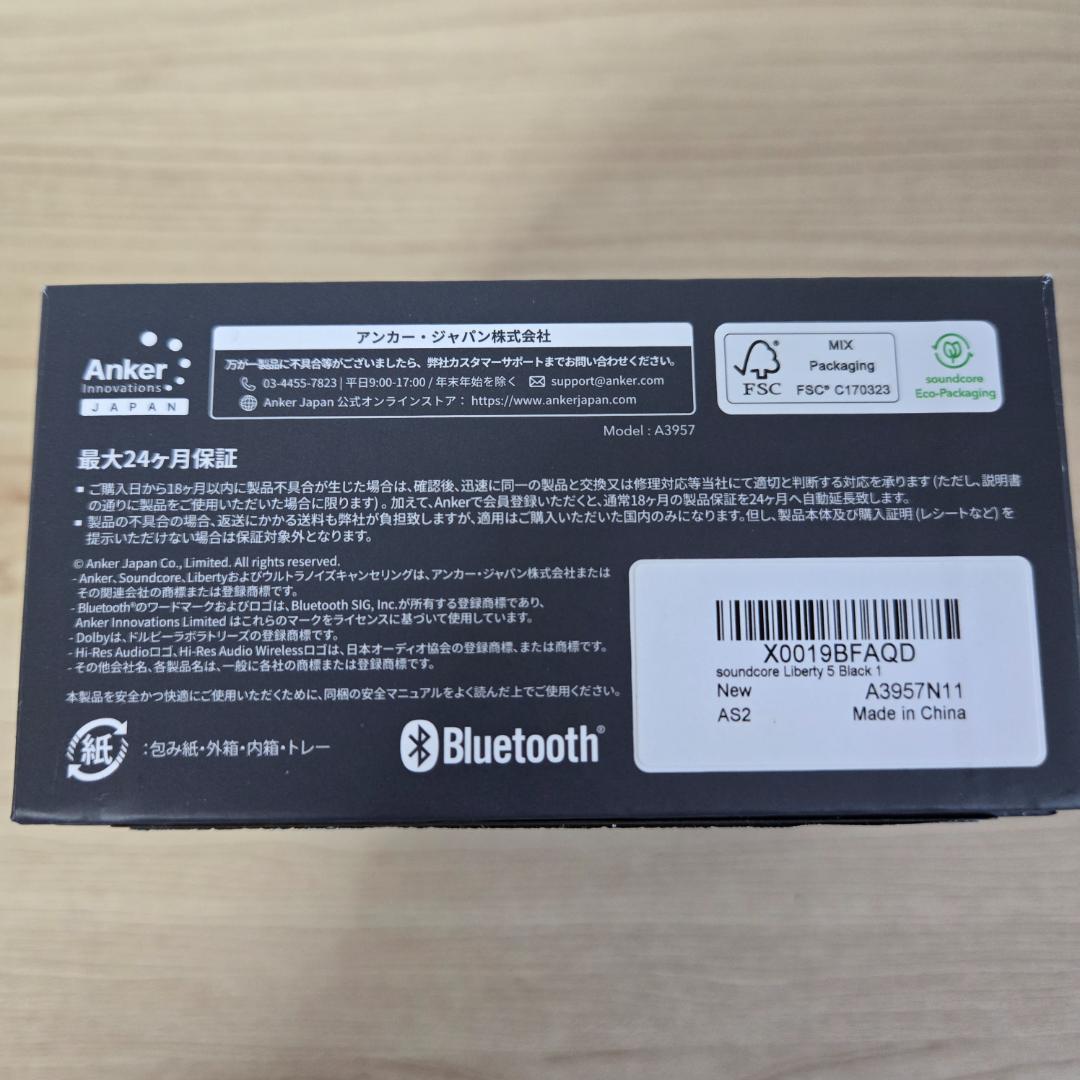 Anker
Innovations
JAPAN
アンカー・ジャパン株式会社
万が一製品に不具合等がございましたら、弊社カスタマーサポートまでお問い合わせください。
03-4455-7823 | 平日9:00-17:00 / 年末年始を除く support@anker.com
Anker Japan 公式オンラインストア： https://www.ankerjapan.com
Model : A3957
FSC
MIX
Packaging
FSC® C170323
soundcore
Eco-Packaging
最大24ヶ月保証
▪ ご購入日から18ヶ月以内に製品不具合が生じた場合は、確認後、迅速に同一の製品と交換又は修理対応等当社にて適切と判断する対応を承ります (ただし、説明書
の通りに製品をご使用いただいた場合に限ります) 。加えて、Ankerで会員登録いただくと、通常18ヶ月の製品保証を24ヶ月へ自動延長致します。
▪ 製品の不具合の場合、返送にかかる送料も弊社が負担致しますが、適用はご購入いただいた国内のみになります。但し、製品本体及び購入証明 (レシートなど) を
提示いただけない場合は保証対象外となります。
© Anker Japan Co., Limited. All rights reserved.
- Anker、Soundcore、Libertyおよびウルトラノイズキャンセリングは、アンカー・ジャパン株式会社または
その関連会社の商標または登録商標です。
- Bluetooth®のワードマークおよびロゴは、Bluetooth SIG, Inc.が所有する登録商標であり、
Anker Innovations Limited はこれらのマークをライセンスに基づいて使用しています。
- Dolbyは、ドルビーラボラトリーズの登録商標です。
- Hi-Res Audioロゴ、Hi-Res Audio Wirelessロゴは、日本オーディオ協会の登録商標、または商標です。
- その他会社名、各製品名は、一般に各社の商標または登録商標です。
本製品を安全かつ快適にご使用いただくために、同梱の安全マニュアルをよく読んだ上でご使用ください。
紙 :包み紙・外箱・内箱・トレー
Bluetooth®
X0019BFAQD
soundcore Liberty 5 Black 1
New A3957N11
AS2 Made in China